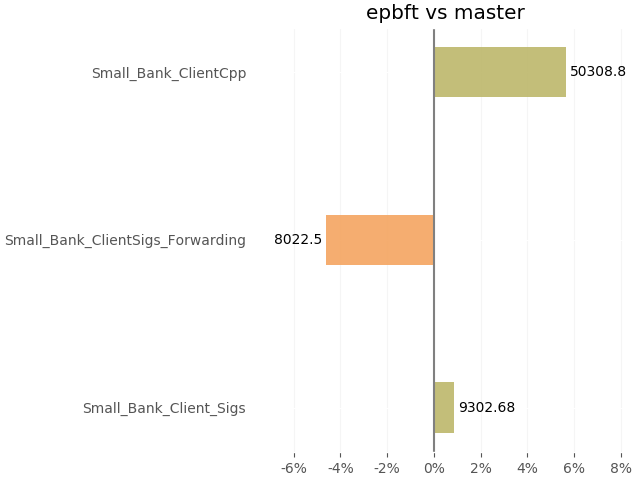 epbft vs master
Small_Bank_ClientCpp
50308.8
Small_Bank_ClientSigs_Forwarding
8022.5
Small_Bank_Client_Sigs
9302.68
-6% -4% -2% 0% 2% 4% 6% 8%